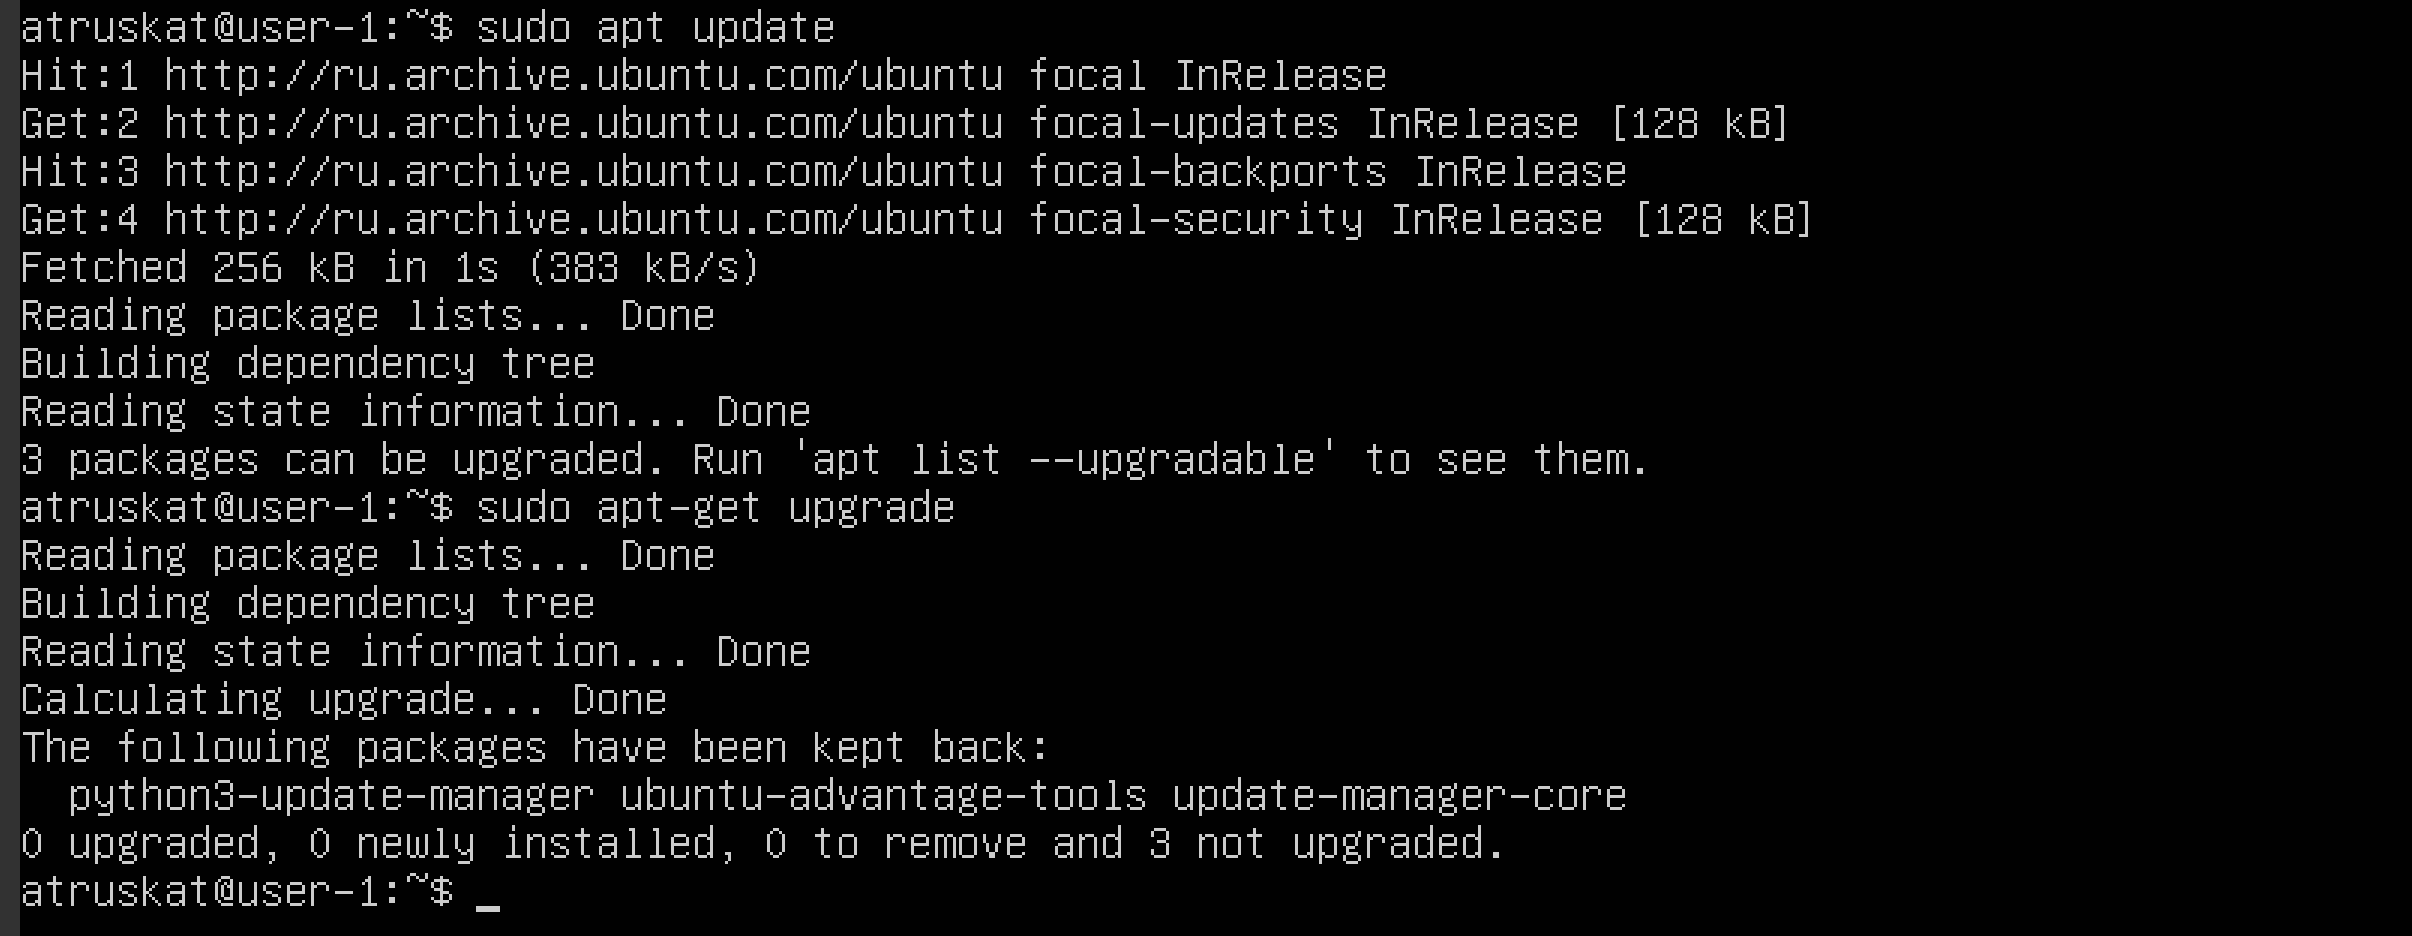 atruskat@user-1:~$ sudo apt update
Hit:1 http://ru.archive.ubuntu.com/ubuntu focal InRelease
Get:2 http://ru.archive.ubuntu.com/ubuntu focal-updates InRelease [128 kB]
Hit:3 http://ru.archive.ubuntu.com/ubuntu focal-backports InRelease
Get:4 http://ru.archive.ubuntu.com/ubuntu focal-security InRelease [128 kB]
Fetched 256 kB in 1s (383 kB/s)
Reading package lists... Done
Building dependency tree
Reading state information... Done
3 packages can be upgraded. Run 'apt list --upgradable' to see them.
atruskat@user-1:~$ sudo apt-get upgrade
Reading package lists... Done
Building dependency tree
Reading state information... Done
Calculating upgrade... Done
The following packages have been kept back:
  python3-update-manager ubuntu-advantage-tools update-manager-core
0 upgraded, 0 newly installed, 0 to remove and 3 not upgraded.
atruskat@user-1:~$ _